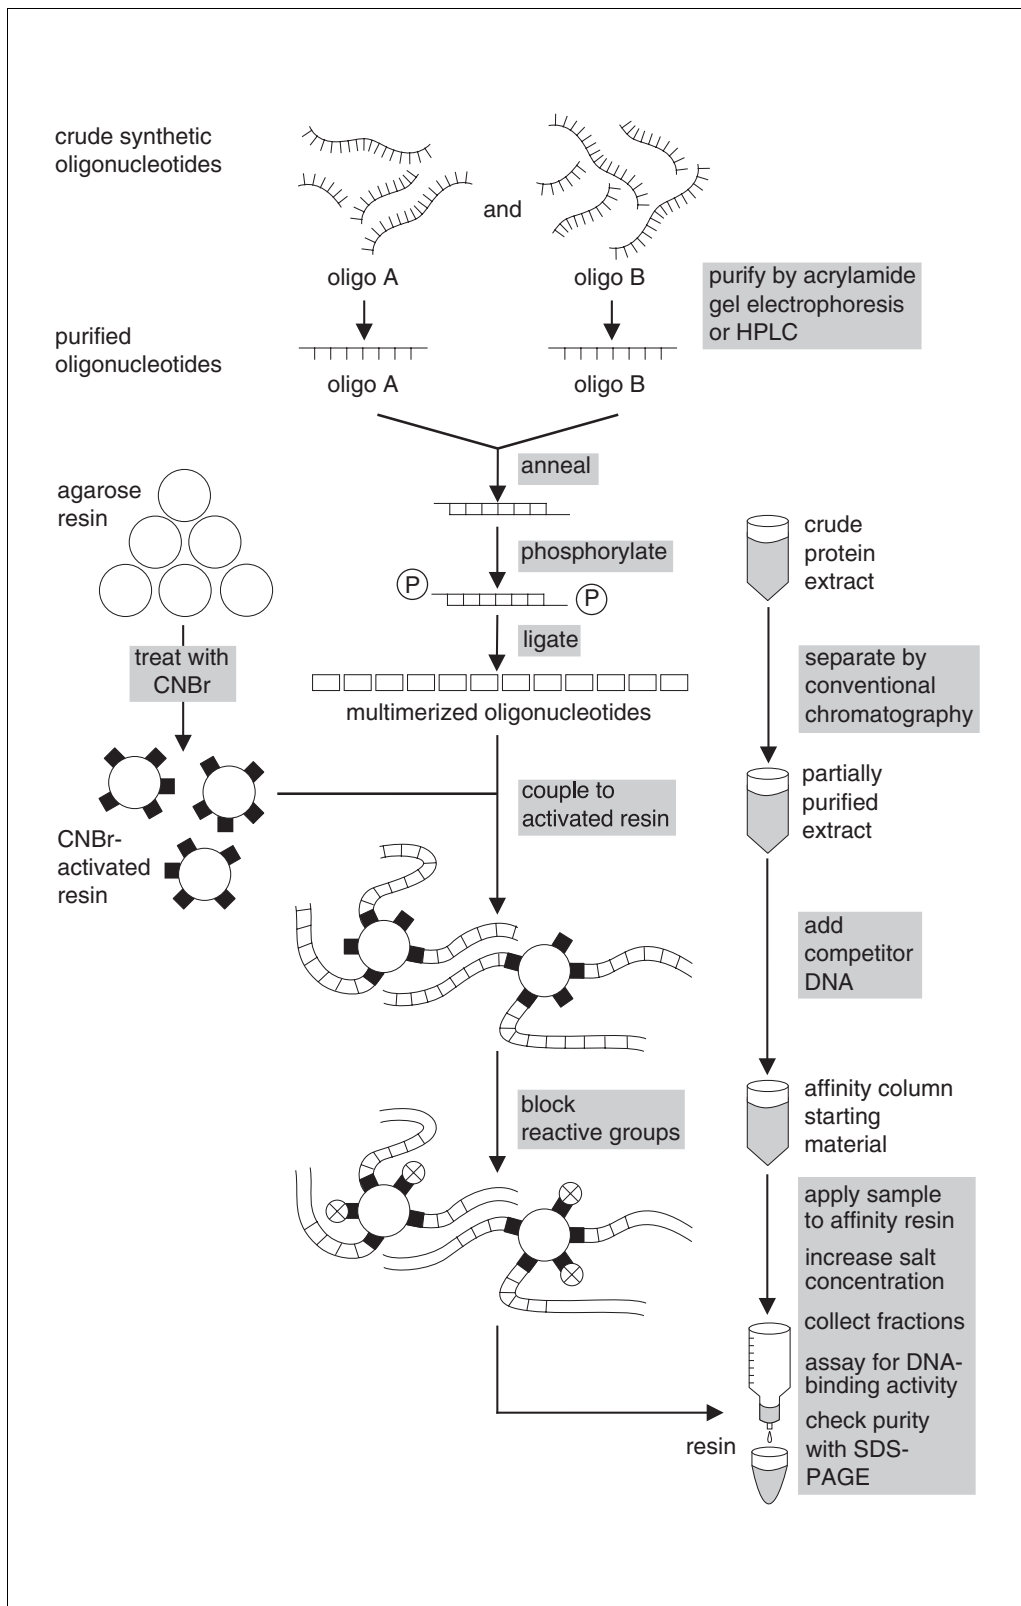 crude synthetic
oligonucleotides
and
oligo A
oligo B
purify by acrylamide
gel electrophoresis
or HPLC
purified
oligonucleotides
oligo A
oligo B
anneal
agarose
resin
phosphorylate
P
P
ligate
treat with
CNBr
multimerized oligonucleotides
couple to
activated resin
CNBr-
activated
resin
block
reactive groups
crude
protein
extract
separate by
conventional
chromatography
partially
purified
extract
add
competitor
DNA
affinity column
starting
material
apply sample
to affinity resin
increase salt
concentration
collect fractions
assay for DNA-
binding activity
check purity
with SDS-
PAGE
resin